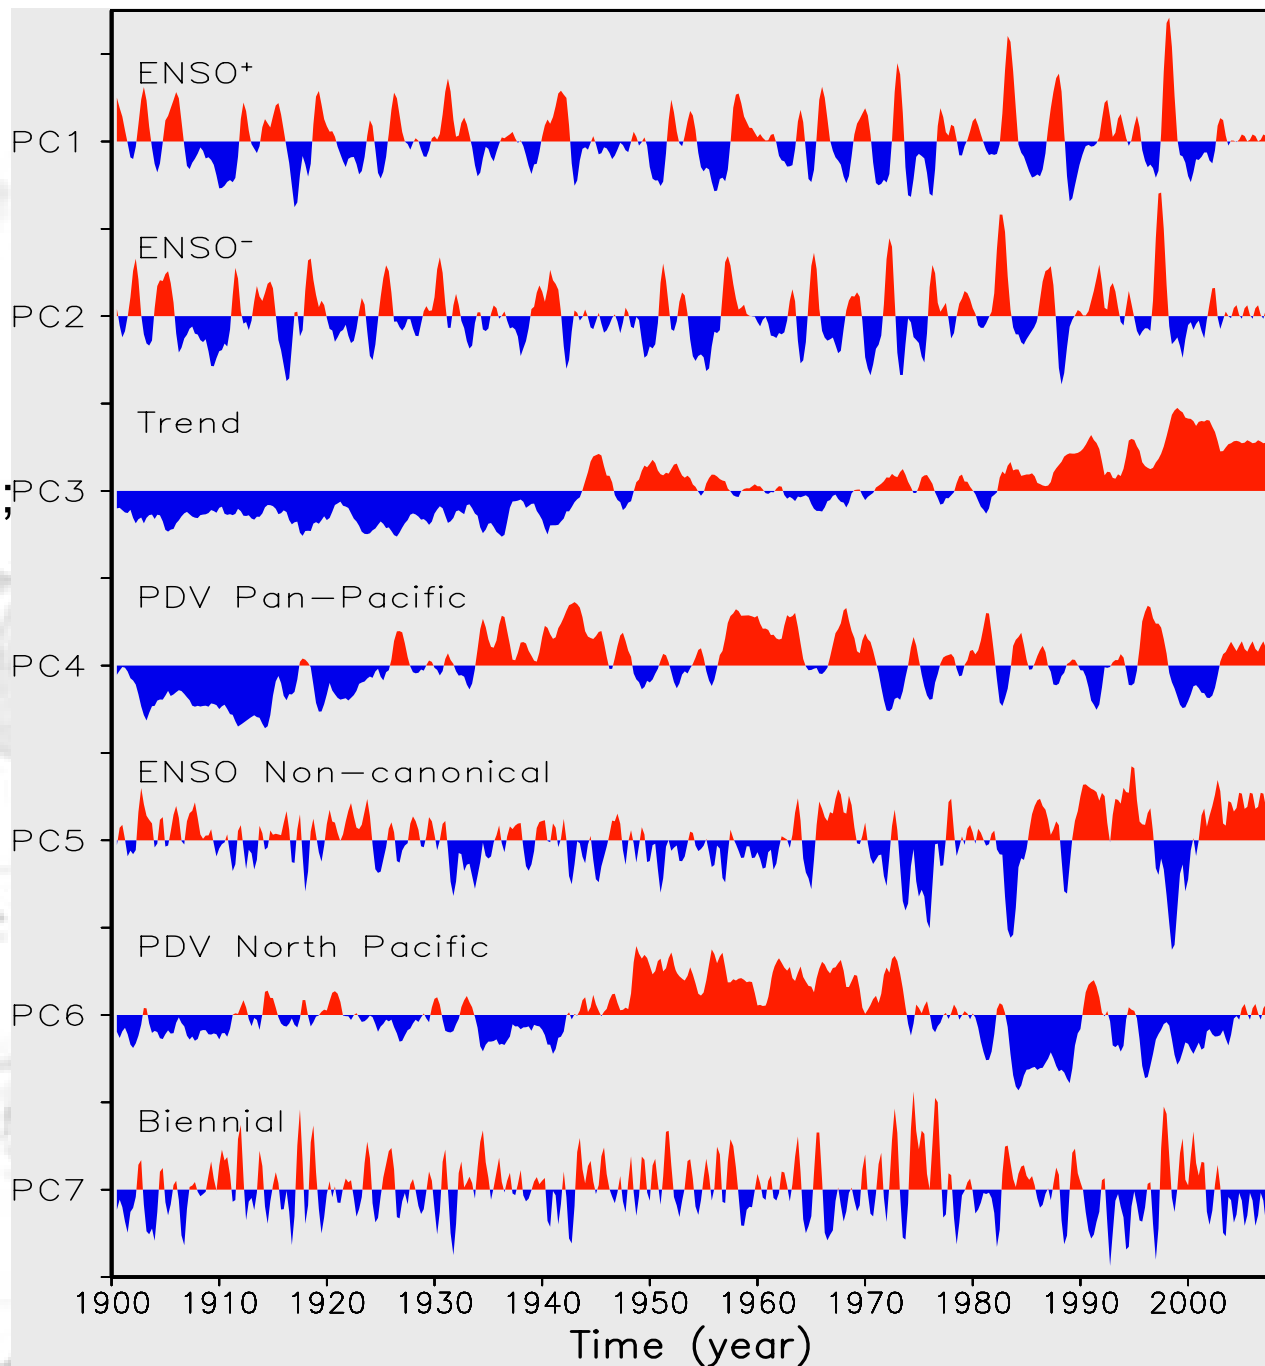 ENSO⁺
PC1
ENSO⁻
PC2
Trend
;PC3
PDV Pan−Pacific
PC4
ENSO Non−canonical
PC5
PDV North Pacific
PC6
Biennial
PC7
1900 1910 1920 1930 1940 1950 1960 1970 1980 1990 2000
Time (year)